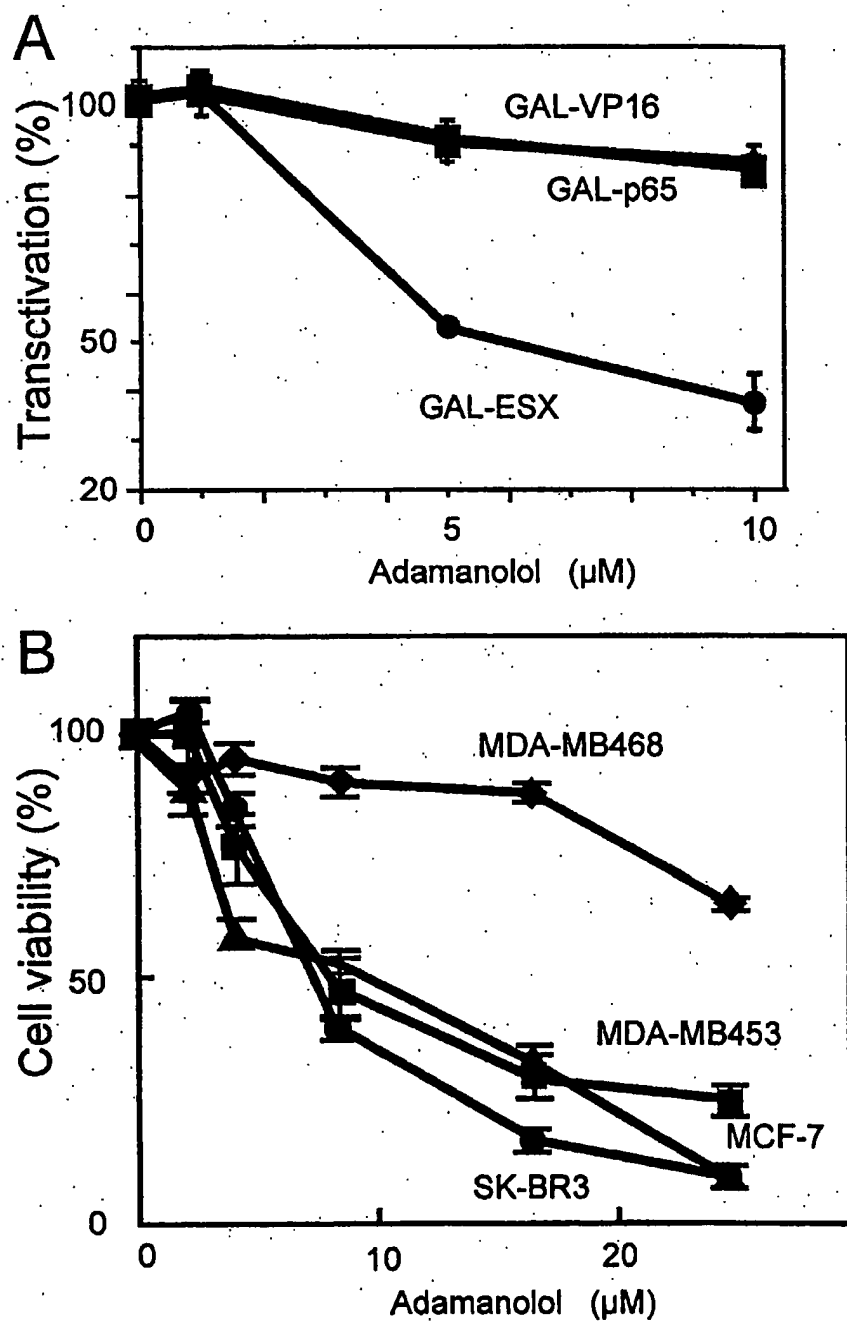 A
Transctivation (%)
100
50
20
GAL-VP16
GAL-p65
GAL-ESX
0 5 10
Adamanolol (µM)
B
Cell viability (%)
100
50
0
MDA-MB468
MDA-MB453
MCF-7
SK-BR3
0 10 20
Adamanolol (µM)